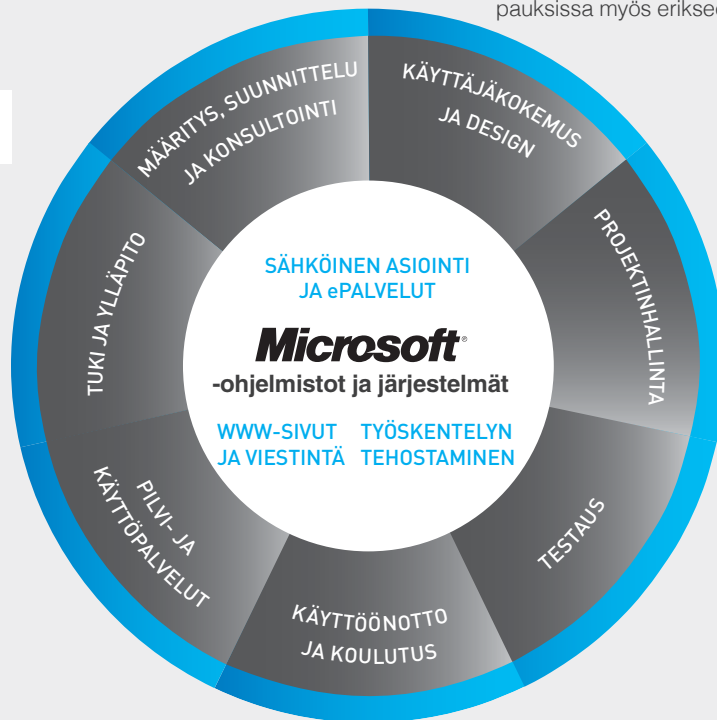 pauksissa myös
MÄÄRITYS, SUUNNITTELU
JA KONSULTOINTI
KÄYTTÄJÄKOKEMUS
JA DESIGN
PROJEKTINHALLINTA
TESTAUS
KÄYTTÖÖNOTTO
JA KOULUTUS
PILVI- JA
KÄYTTÖPALVELUT
TUKI JA YLLÄPITO
SÄHKÖINEN ASIOINTI
JA ePALVELUT
Microsoft®
-ohjelmistot ja järjestelmät
WWW-SIVUT
JA VIESTINTÄ
TYÖSKENTELYN
TEHOSTAMINEN